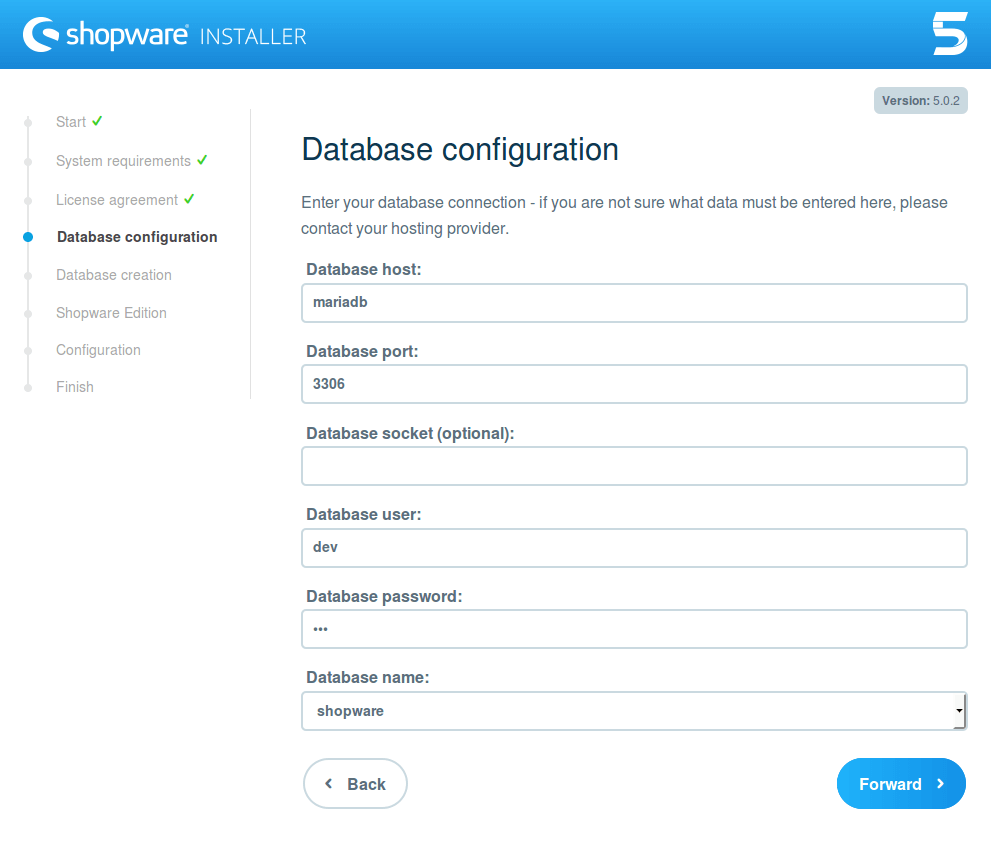 shopware INSTALLER
5
Version: 5.0.2
Start
System requirements
License agreement
Database configuration
Database creation
Shopware Edition
Configuration
Finish
Database configuration
Enter your database connection - if you are not sure what data must be entered here, please
contact your hosting provider.
Database host:
mariadb
Database port:
3306
Database socket (optional):
Database user:
dev
Database password:
•••
Database name:
shopware
Back
Forward